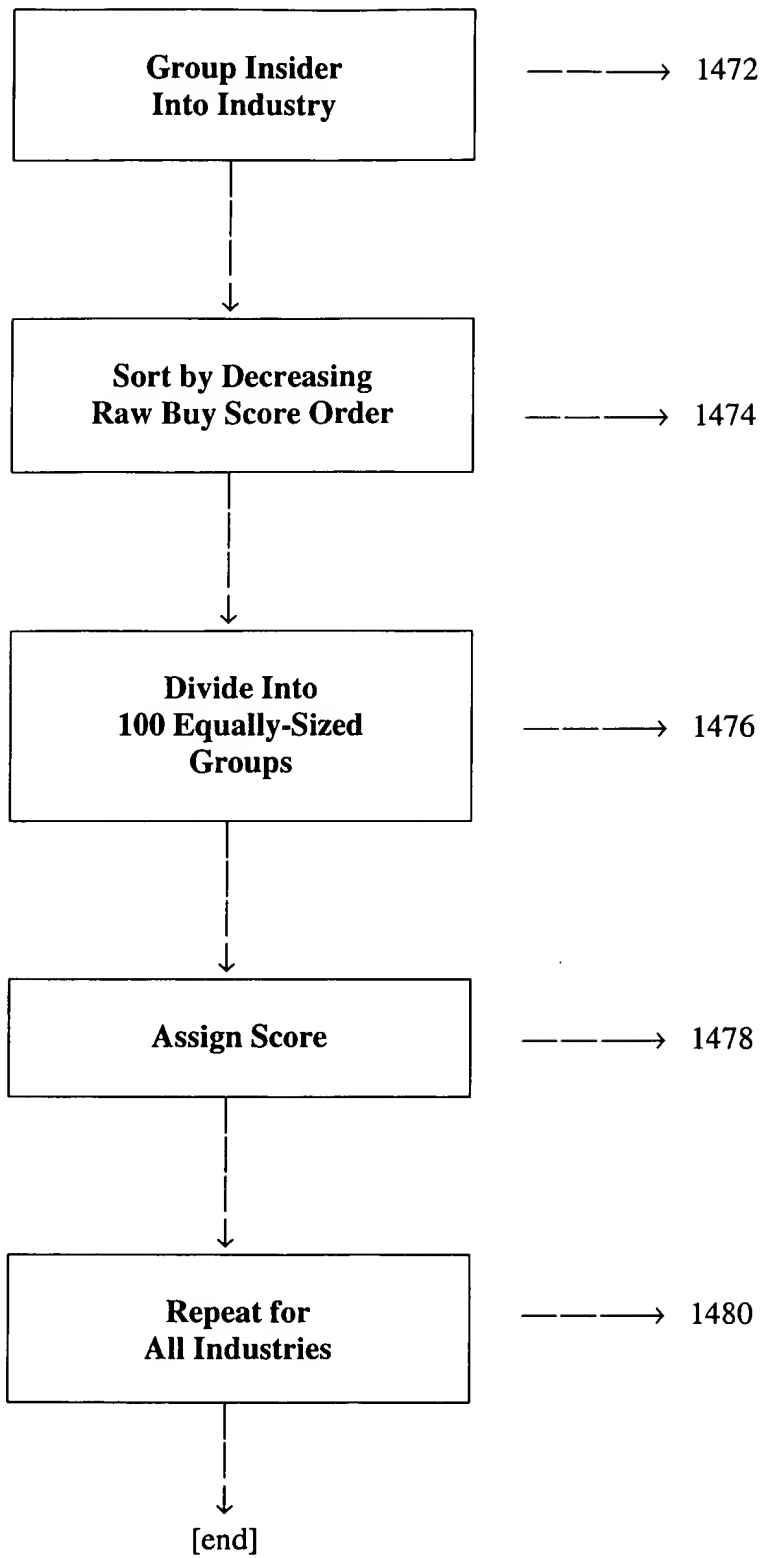 Group Insider
Into Industry
1472
Sort by Decreasing
Raw Buy Score Order
1474
Divide Into
100 Equally-Sized
Groups
1476
Assign Score
1478
Repeat for
All Industries
1480
[end]